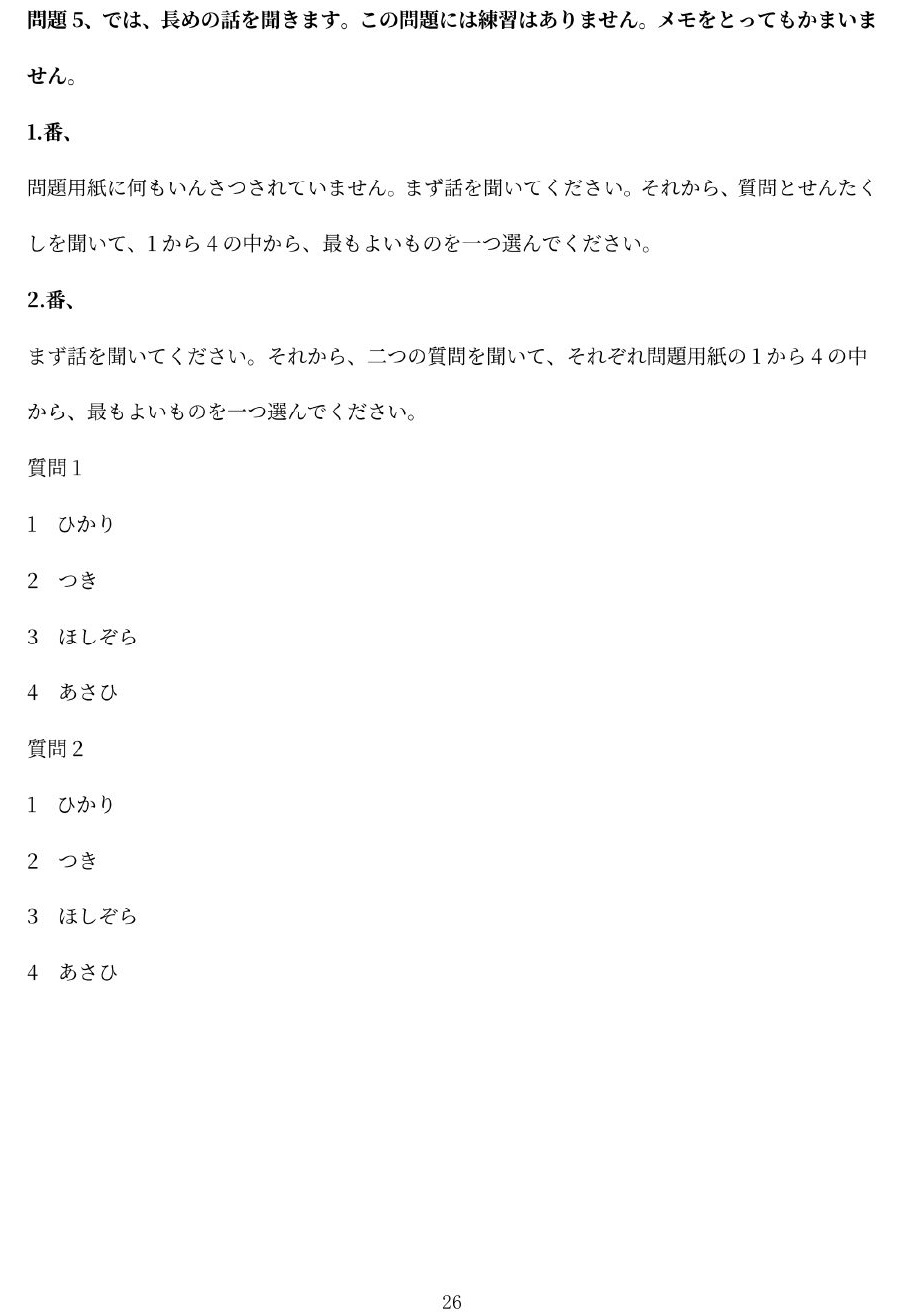 問題 5、では、長めの話を聞きます。この問題には練習はありません。メモをとってもかまいま
せん。
1.番、
問題用紙に何もいんさつされていません。まず話を聞いてください。それから、質問とせんたく
しを聞いて、1 から 4 の中から、最もよいものを一つ選んでください。
2.番、
まず話を聞いてください。それから、二つの質問を聞いて、それぞれ問題用紙の 1 から 4 の中
から、最もよいものを一つ選んでください。
質問 1
1　ひかり
2　つき
3　ほしぞら
4　あさひ
質問 2
1　ひかり
2　つき
3　ほしぞら
4　あさひ
26